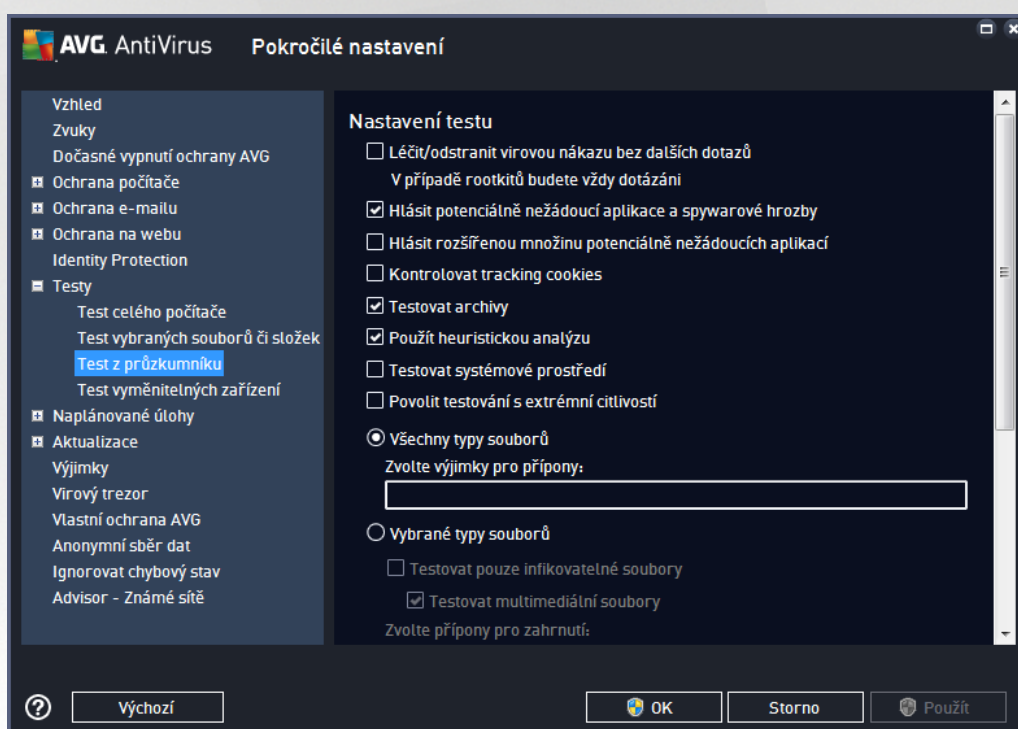 AVG. AntiVirus Pokročilé nastavení
Vzhled
Zvuky
Dočasné vypnutí ochrany AVG
Ochrana počítače
Ochrana e-mailu
Ochrana na webu
Identity Protection
Testy
Test celého počítače
Test vybraných souborů či složek
Test z průzkumníku
Test vyměnitelných zařízení
Naplánované úlohy
Aktualizace
Výjimky
Virový trezor
Vlastní ochrana AVG
Anonymní sběr dat
Ignorovat chybový stav
Advisor - Známé sítě
Nastavení testu
Léčit/odstranit virovou nákazu bez dalších dotazů
V případě rootkitů budete vždy dotázáni
Hlásit potenciálně nežádoucí aplikace a spywarové hrozby
Hlásit rozšířenou množinu potenciálně nežádoucích aplikací
Kontrolovat tracking cookies
Testovat archivy
Použít heuristickou analýzu
Testovat systémové prostředí
Povolit testování s extrémní citlivostí
Všechny typy souborů
Zvolte výjimky pro přípony:
Vybrané typy souborů
Testovat pouze infikovatelné soubory
Testovat multimediální soubory
Zvolte přípony pro zahrnutí:
Výchozí OK Storno Použít